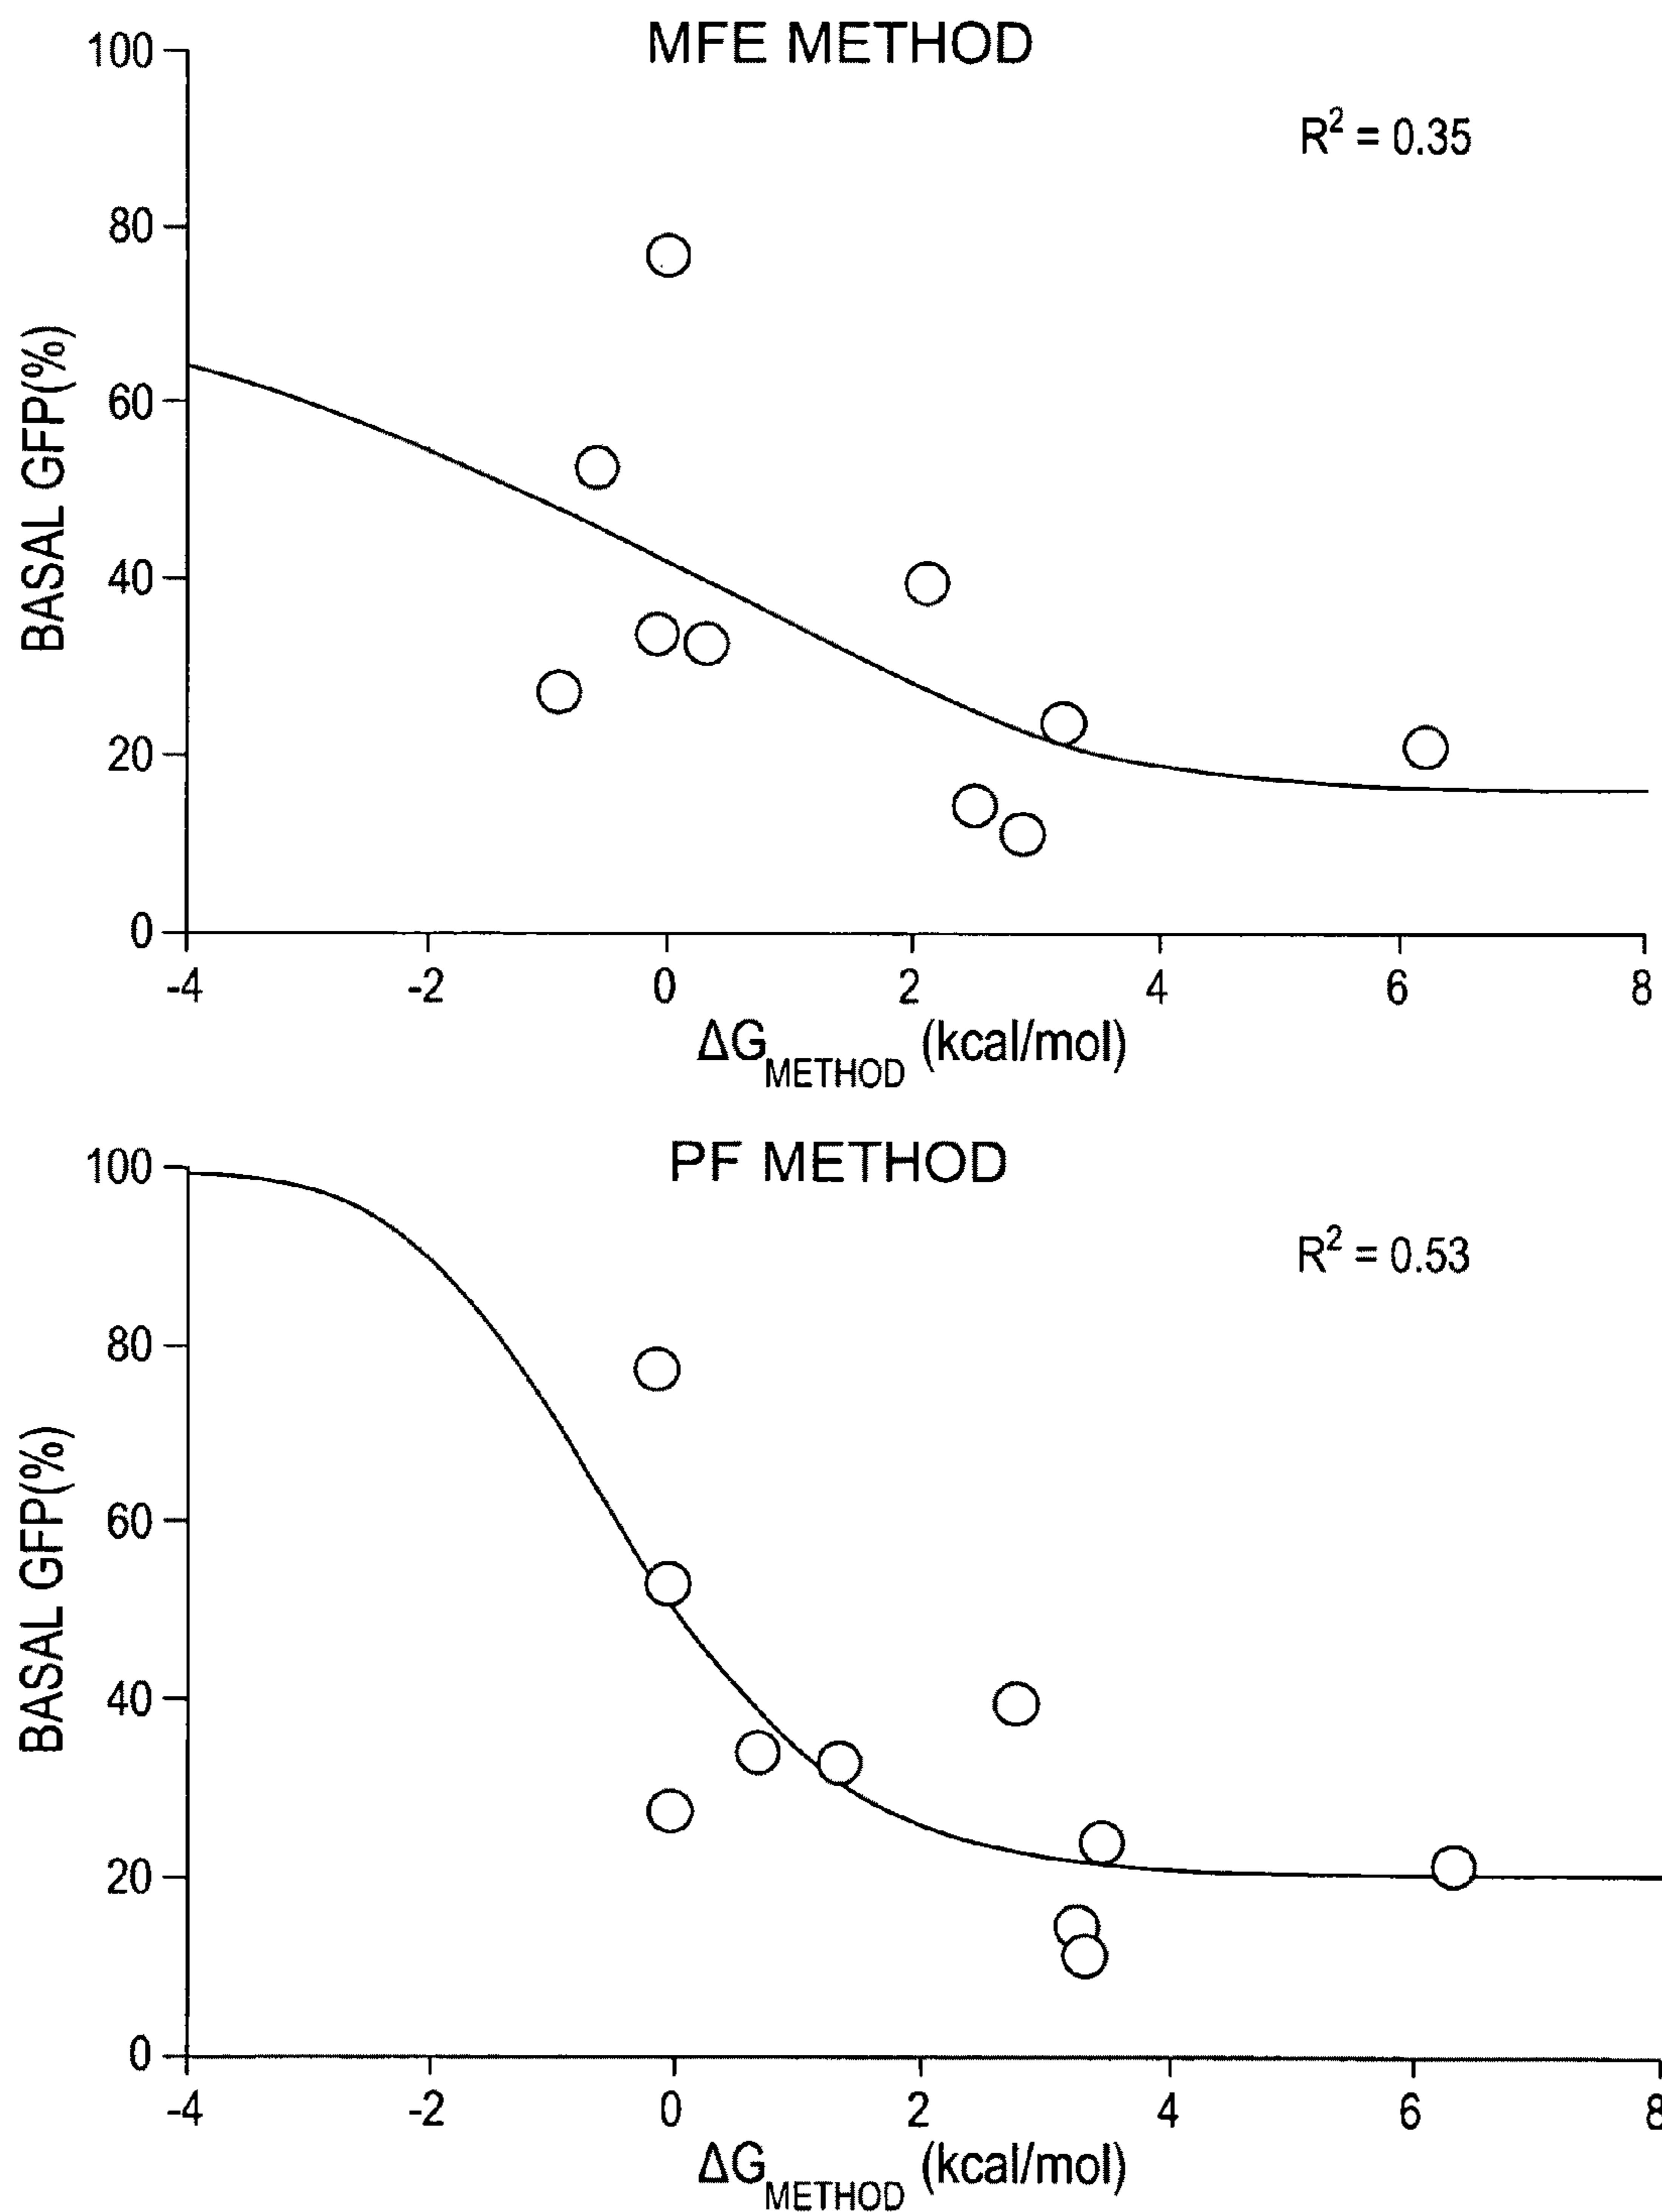 MFE METHOD
R² = 0.35
BASAL GFP(%)
100
80
60
40
20
0
-4 -2 0 2 4 6 8
ΔG_METHOD (kcal/mol)
PF METHOD
R² = 0.53
BASAL GFP(%)
100
80
60
40
20
0
-4 -2 0 2 4 6 8
ΔG_METHOD (kcal/mol)